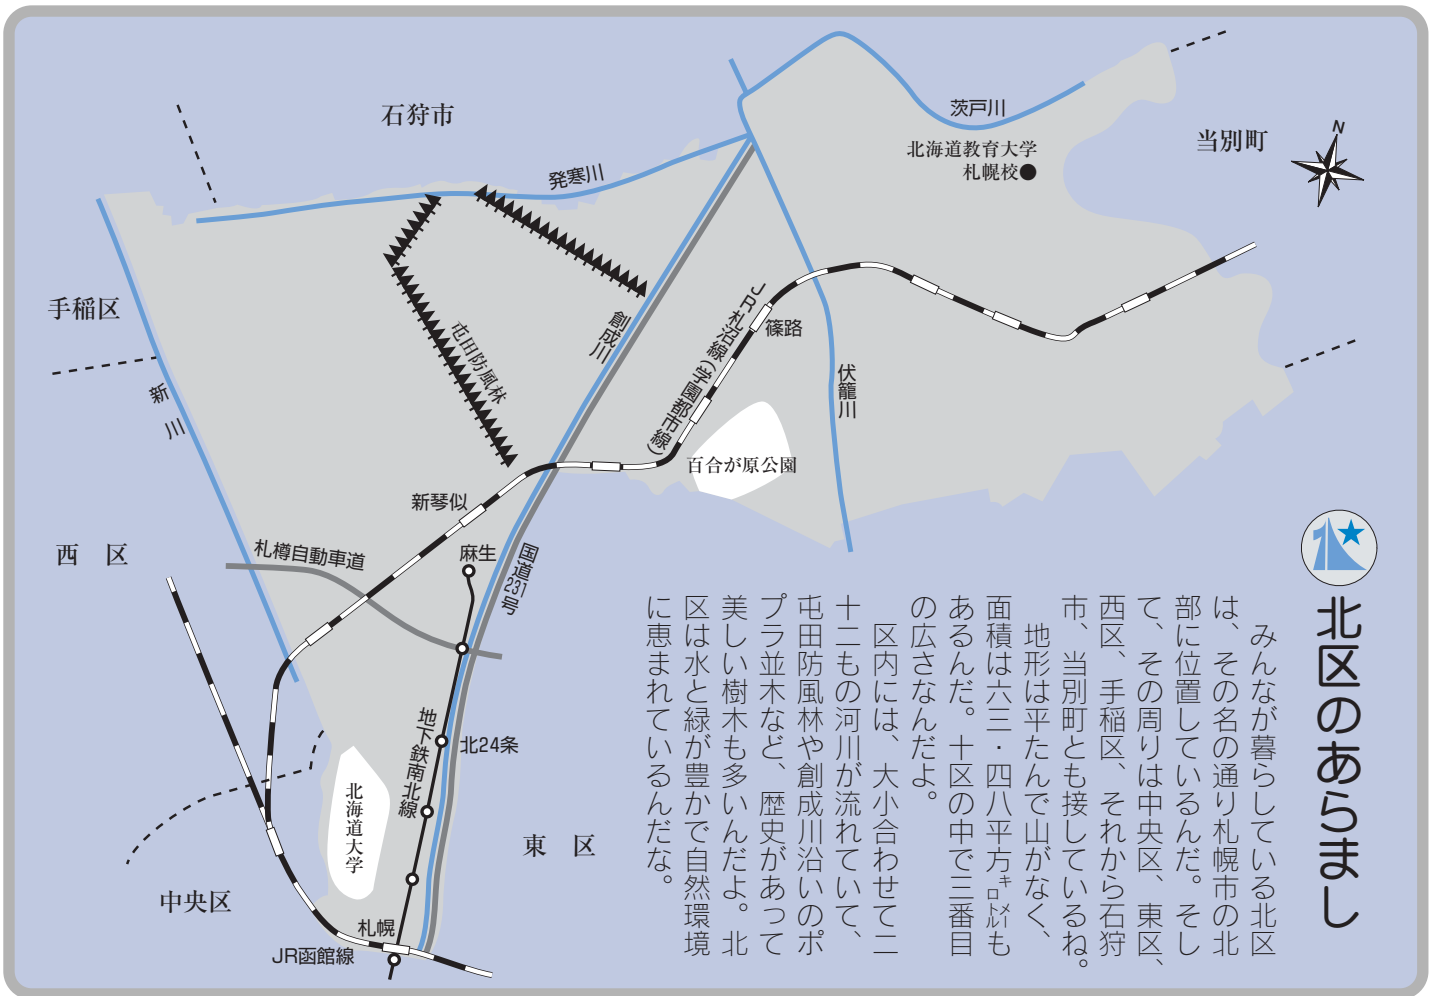 北区のあらまし
みんなが暮らしている北区
は、その名の通り札幌市の北
部に位置しているんだ。そし
て、その周りは中央区、東区、
西区、手稲区、それから石狩
市、当別町とも接しているね。
地形は平たんで山がなく、
面積は六三・四八平方キロメートルも
あるんだ。十区の中で三番目
の広さなんだよ。
区内には、大小合わせて二
十二もの河川が流れていて、
屯田防風林や創成川沿いのポ
プラ並木など、歴史があって
美しい樹木も多いんだよ。北
区は水と緑が豊かで自然環境
に恵まれているんだな。
石狩市
茨戸川
北海道教育大学
札幌校
当別町
N
発寒川
手稲区
新川
屯田防風林
創成川
JR札沼線(学園都市線)
篠路
伏籠川
百合が原公園
新琴似
西 区
札樽自動車道
麻生
国道231号
地下鉄南北線
北24条
北海道大学
東 区
中央区
札幌
JR函館線